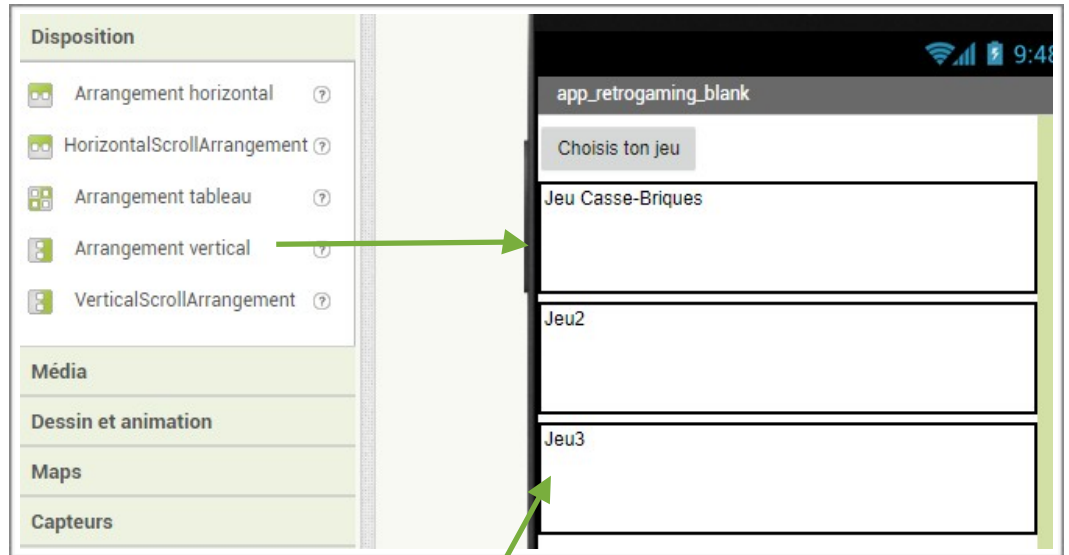 Disposition
Arrangement horizontal ?
HorizontalScrollArrangement ?
Arrangement tableau ?
Arrangement vertical ?
VerticalScrollArrangement ?
Média
Dessin et animation
Maps
Capteurs
9:48
app_retrogaming_blank
Choisis ton jeu
Jeu Casse-Briques
Jeu2
Jeu3